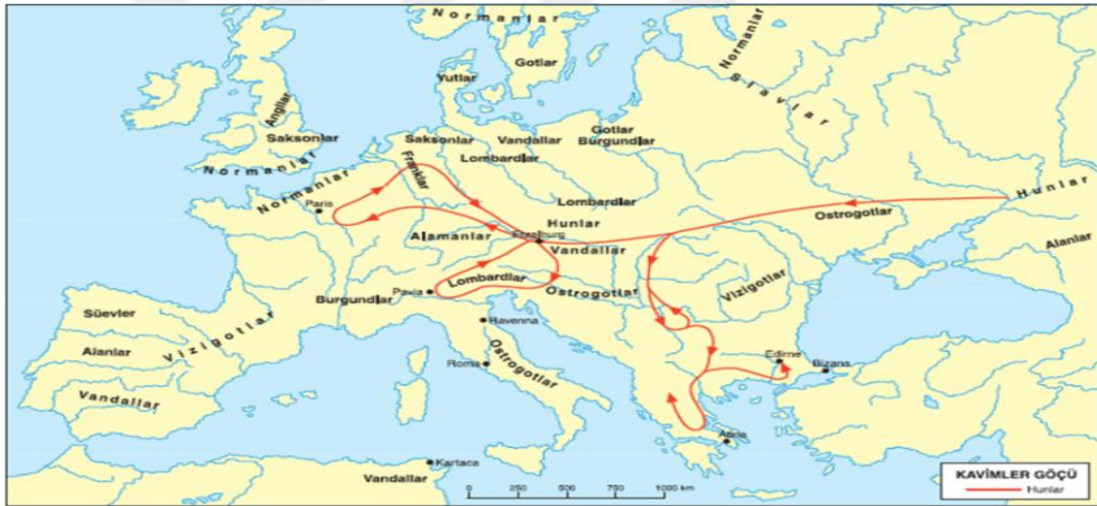 Normanlar
Normanlar
Gotlar
Slavlar
Yutlar
Angllar
Saksonlar
Saksonlar
Vandallar
Gotlar
Burgundlar
Lombardlar
Normanlar
Franklar
Normanlar
Paris
Lombardlar
Hunlar
Ostrogotlar
Alanlar
Hunlar
Etzelburg
Alamanlar
Vandallar
Lombardlar
Pavia
Ostrogotlar
Vizigotlar
Burgundlar
Süevler
Vizigotlar
Ravenna
Alanlar
Ostrogotlar
Roma
Edirne
Bizans
Vandallar
Atina
Kartaca
Vandallar
0 250 500 750 1000 km
KAVİMLER GÖÇÜ
Hunlar